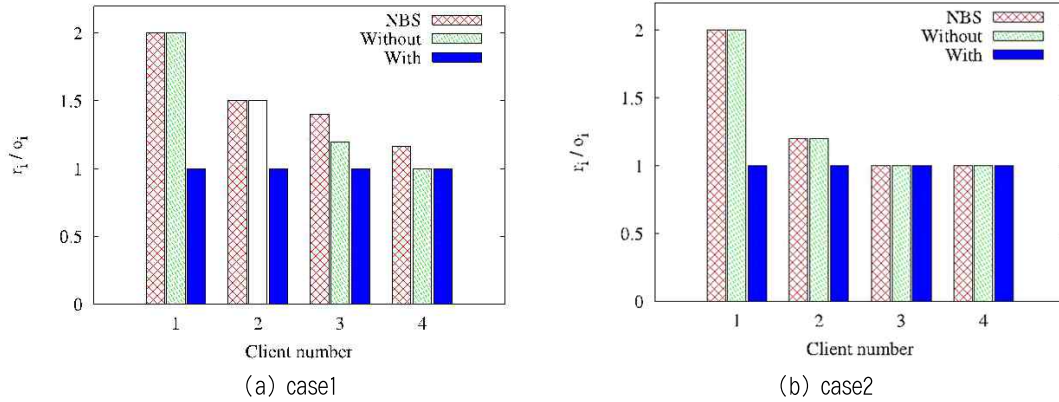 NBS
Without
With
2
1.5
1
0.5
0
r_i / o_i
1 2 3 4
Client number
(a) case1
NBS
Without
With
2
1.5
1
0.5
0
r_i / o_i
1 2 3 4
Client number
(b) case2